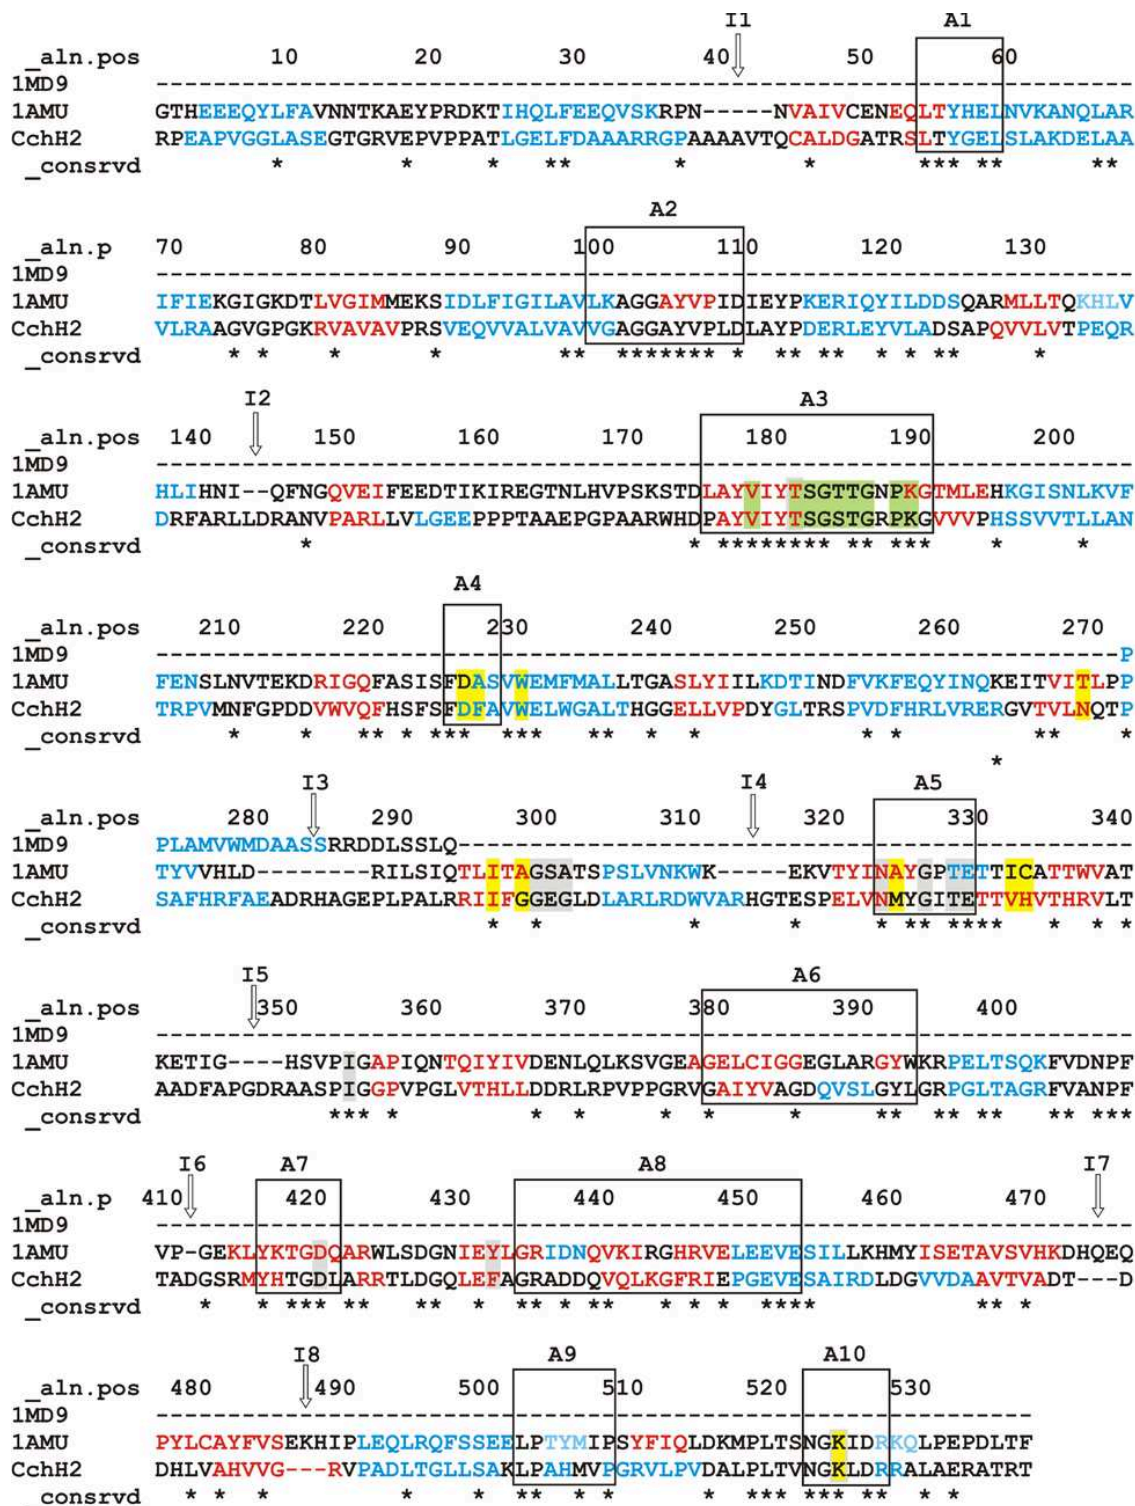 I1 A1
_aln.pos 10 20 30 40 50 60
1MD9 --------------------------------------------------------------------
1AMU GTHEEEQYLFAVNNTKAEYPRDKTIHQLFEEQVSKRPN-----NVAIVCENEQLTYHELNVKANQLAR
CchH2 RPEAPVGGLASEGTGRVEPVPPATLGELFDAAARRGPAAAAVTQCALDGATRSLTYGELSLAKDELAA
_consrvd * * * ** * * *** ** **
A2
_aln.p 70 80 90 100 110 120 130
1MD9 --------------------------------------------------------------------
1AMU IFIEKGIGKDTLVGIMMEKSIDLFIGILAVLKAGGAYVPIDIEYPKERIQYILDDSQARMLLTQKHLV
CchH2 VLRAAGVGPGKRVAVAVPRSVEQVVALVAVVGAGGAYVPLDLAYPDERLEYVLADSAPQVVLVTPEQR
_consrvd * * * * ** ******* * ** ** * * ** *
I2 A3
_aln.pos 140 150 160 170 180 190 200
1MD9 --------------------------------------------------------------------
1AMU HLIHNI--QFNGQVEIFEEDTIKIREGTNLHVPSKSTDLAYVIYTSGTTGNPKGTMLEHKGISNLKVF
CchH2 DRFARLLDRANVPARLLVLGEEPPPTAAEPGPAARWHDPAYVIYTSGSTGRPKGVVVPHSSVVTLLAN
_consrvd * * ********* ** *** * *
A4
_aln.pos 210 220 230 240 250 260 270
1MD9 -------------------------------------------------------------------P
1AMU FENSLNVTEKDRIGQFASISFDASVWEMFMALLTGASLYIILKDTINDFVKFEQYINQKEITVITLPP
CchH2 TRPVMNFGPDDVWVQFHSFSFDFAVWELWGALTHGGELLVPDYGLTRSPVDFHRLVRERGVTVLNQTP
_consrvd * * ** **** *** ** * * * * ** *
*
I3 I4 A5
_aln.pos 280 290 300 310 320 330 340
1MD9 PLAMVWMDAASSRRDDLSSLQ-----------------------------------------------
1AMU TYVVHLD--------RILSIQTLITAGSATSPSLVNKWK-----EKVTYINAYGPTETTICATTWVAT
CchH2 SAFHRFAEADRHAGEPLPALRRIIFGGEGLDLARLRDWVARHGTESPELVNMYGITETTVHVTHRVLT
_consrvd * * * * * ** *** * * *
I5 A6
_aln.pos 350 360 370 380 390 400
1MD9 --------------------------------------------------------------------
1AMU KETIG----HSVPIGAPIQNTQIYIVDENLQLKSVGEAGELCIGGEGLARGYWKRPELTSQKFVDNPF
CchH2 AADFAPGDRAASPIGGPVPGLVTHLLDDRLRPVPPGRVGAIYVAGDQVSLGYLGRPGLTAGRFVANPF
_consrvd *** * * * * * * ** ** ** ** ***
I6 A7 A8 I7
_aln.p 410 420 430 440 450 460 470
1MD9 --------------------------------------------------------------------
1AMU VP-GEKLYKTGDQARWLSDGNIEYLGRIDNQVKIRGHRVELEEVESILLKHMYISETAVSVHKDHQEQ
CchH2 TADGSRMYHTGDLARRTLDGQLEFAGRADDQVQLKGFRIEPGEVESAIRDLDGVVDAAVTVADT---D
_consrvd * * *** ** ** * ** * ** * * * **** ** *
I8 A9 A10
_aln.pos 480 490 500 510 520 530
1MD9 -------------------------------------------------------------
1AMU PYLCAYFVSEKHIPLEQLRQFSSEELPTYMIPSYFIQLDKMPLTSNGKIDRKQLPEPDLTF
CchH2 DHLVAHVVG---RVPADLTGLLSAKLPAHMVPGRVLPVDALPLTVNGKLDRRALAERATRT
_consrvd * * * * * ** * * * *** *** ** * *